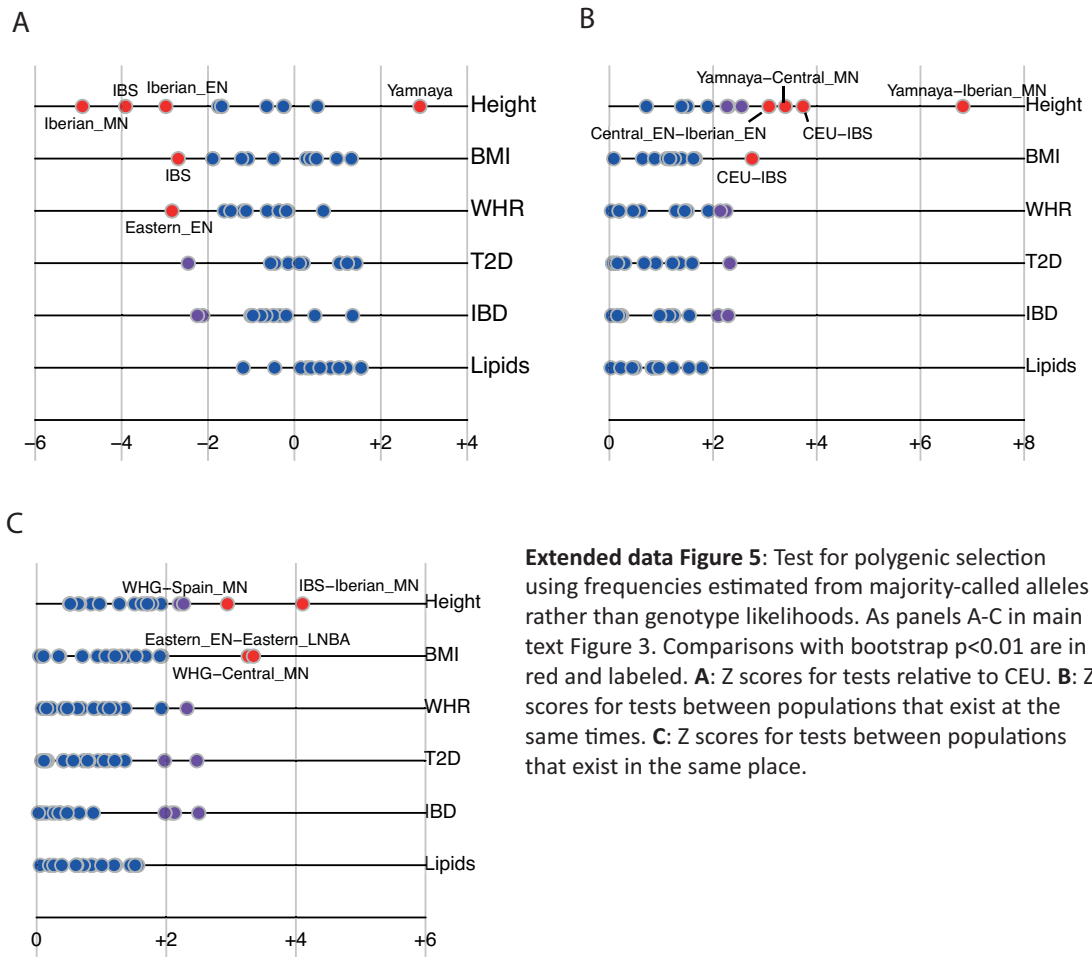 A
IBS
Iberian_EN
Yamnaya
Height
Iberian_MN
BMI
IBS
WHR
Eastern_EN
T2D
IBD
Lipids
−6 −4 −2 0 +2 +4
B
Yamnaya−Central_MN
Yamnaya−Iberian_MN
Height
Central_EN−Iberian_EN
CEU−IBS
BMI
CEU−IBS
WHR
T2D
IBD
Lipids
0 +2 +4 +6 +8
C
WHG−Spain_MN
IBS−Iberian_MN
Height
Eastern_EN−Eastern_LNBA
BMI
WHG−Central_MN
WHR
T2D
IBD
Lipids
0 +2 +4 +6
Extended data Figure 5: Test for polygenic selection
using frequencies estimated from majority-called alleles
rather than genotype likelihoods. As panels A-C in main
text Figure 3. Comparisons with bootstrap p<0.01 are in
red and labeled. A: Z scores for tests relative to CEU. B: Z
scores for tests between populations that exist at the
same times. C: Z scores for tests between populations
that exist in the same place.